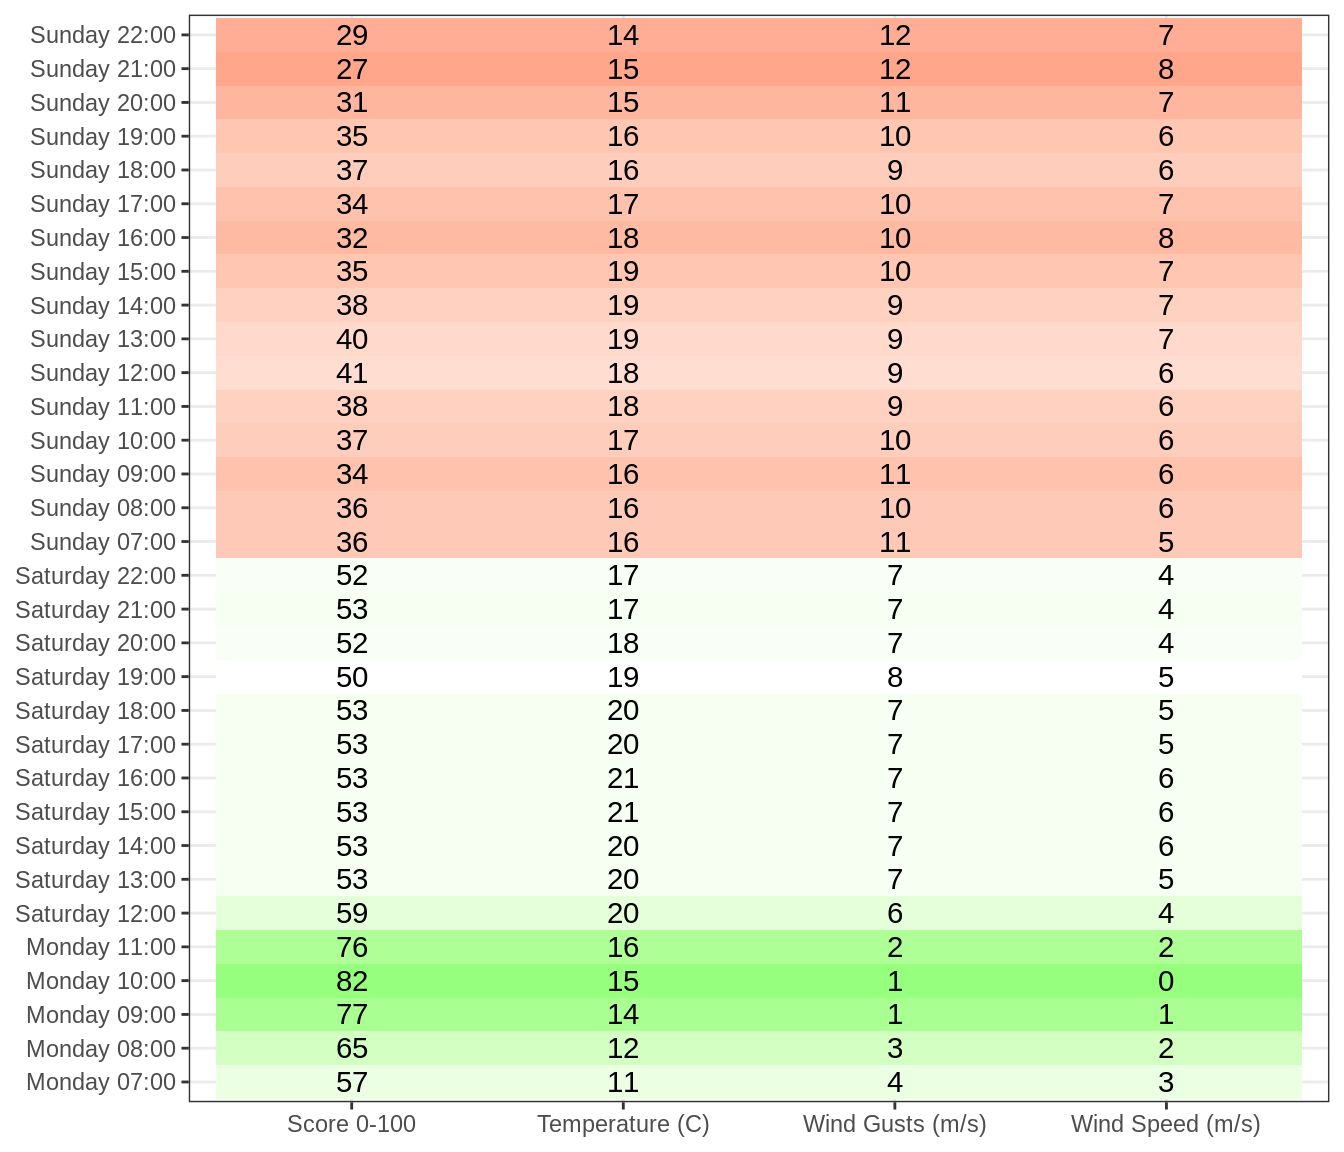 Sunday 22:00 29 14 12 7
Sunday 21:00 27 15 12 8
Sunday 20:00 31 15 11 7
Sunday 19:00 35 16 10 6
Sunday 18:00 37 16 9 6
Sunday 17:00 34 17 10 7
Sunday 16:00 32 18 10 8
Sunday 15:00 35 19 10 7
Sunday 14:00 38 19 9 7
Sunday 13:00 40 19 9 7
Sunday 12:00 41 18 9 6
Sunday 11:00 38 18 9 6
Sunday 10:00 37 17 10 6
Sunday 09:00 34 16 11 6
Sunday 08:00 36 16 10 6
Sunday 07:00 36 16 11 5
Saturday 22:00 52 17 7 4
Saturday 21:00 53 17 7 4
Saturday 20:00 52 18 7 4
Saturday 19:00 50 19 8 5
Saturday 18:00 53 20 7 5
Saturday 17:00 53 20 7 5
Saturday 16:00 53 21 7 6
Saturday 15:00 53 21 7 6
Saturday 14:00 53 20 7 6
Saturday 13:00 53 20 7 5
Saturday 12:00 59 20 6 4
Monday 11:00 76 16 2 2
Monday 10:00 82 15 1 0
Monday 09:00 77 14 1 1
Monday 08:00 65 12 3 2
Monday 07:00 57 11 4 3
Score 0-100 Temperature (C) Wind Gusts (m/s) Wind Speed (m/s)